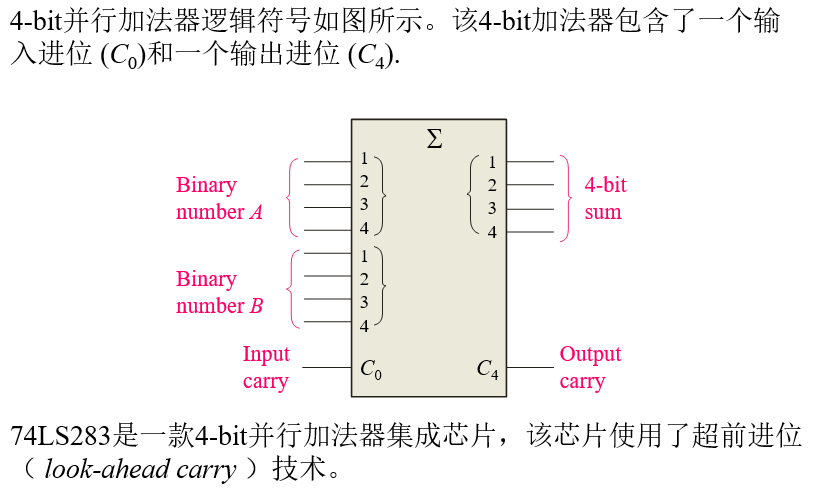 4-bit并行加法器逻辑符号如图所示。该4-bit加法器包含了一个输
入进位 (C₀)和一个输出进位 (C₄).
Σ
Binary
number A
1
2
3
4
Binary
number B
1
2
3
4
Input
carry
C₀
1
2
3
4
4-bit
sum
C₄
Output
carry
74LS283是一款4-bit并行加法器集成芯片，该芯片使用了超前进位
（ look-ahead carry ）技术。